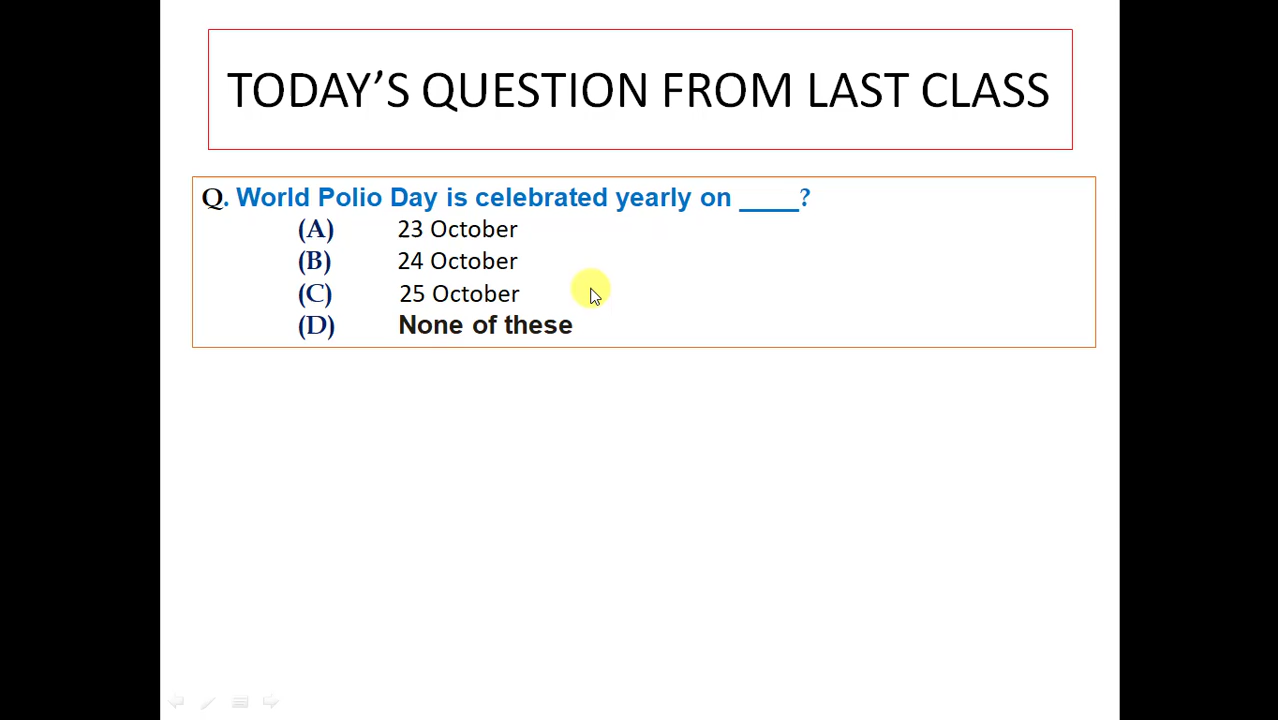 TODAY’S QUESTION FROM LAST CLASS
Q. World Polio Day is celebrated yearly on ____?
(A) 23 October
(B) 24 October
(C) 25 October
(D) None of these